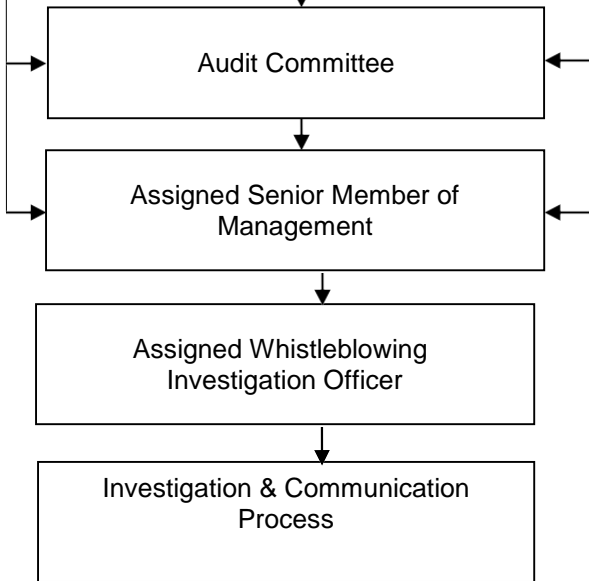 Audit Committee
Assigned Senior Member of
Management
Assigned Whistleblowing
Investigation Officer
Investigation & Communication
Process